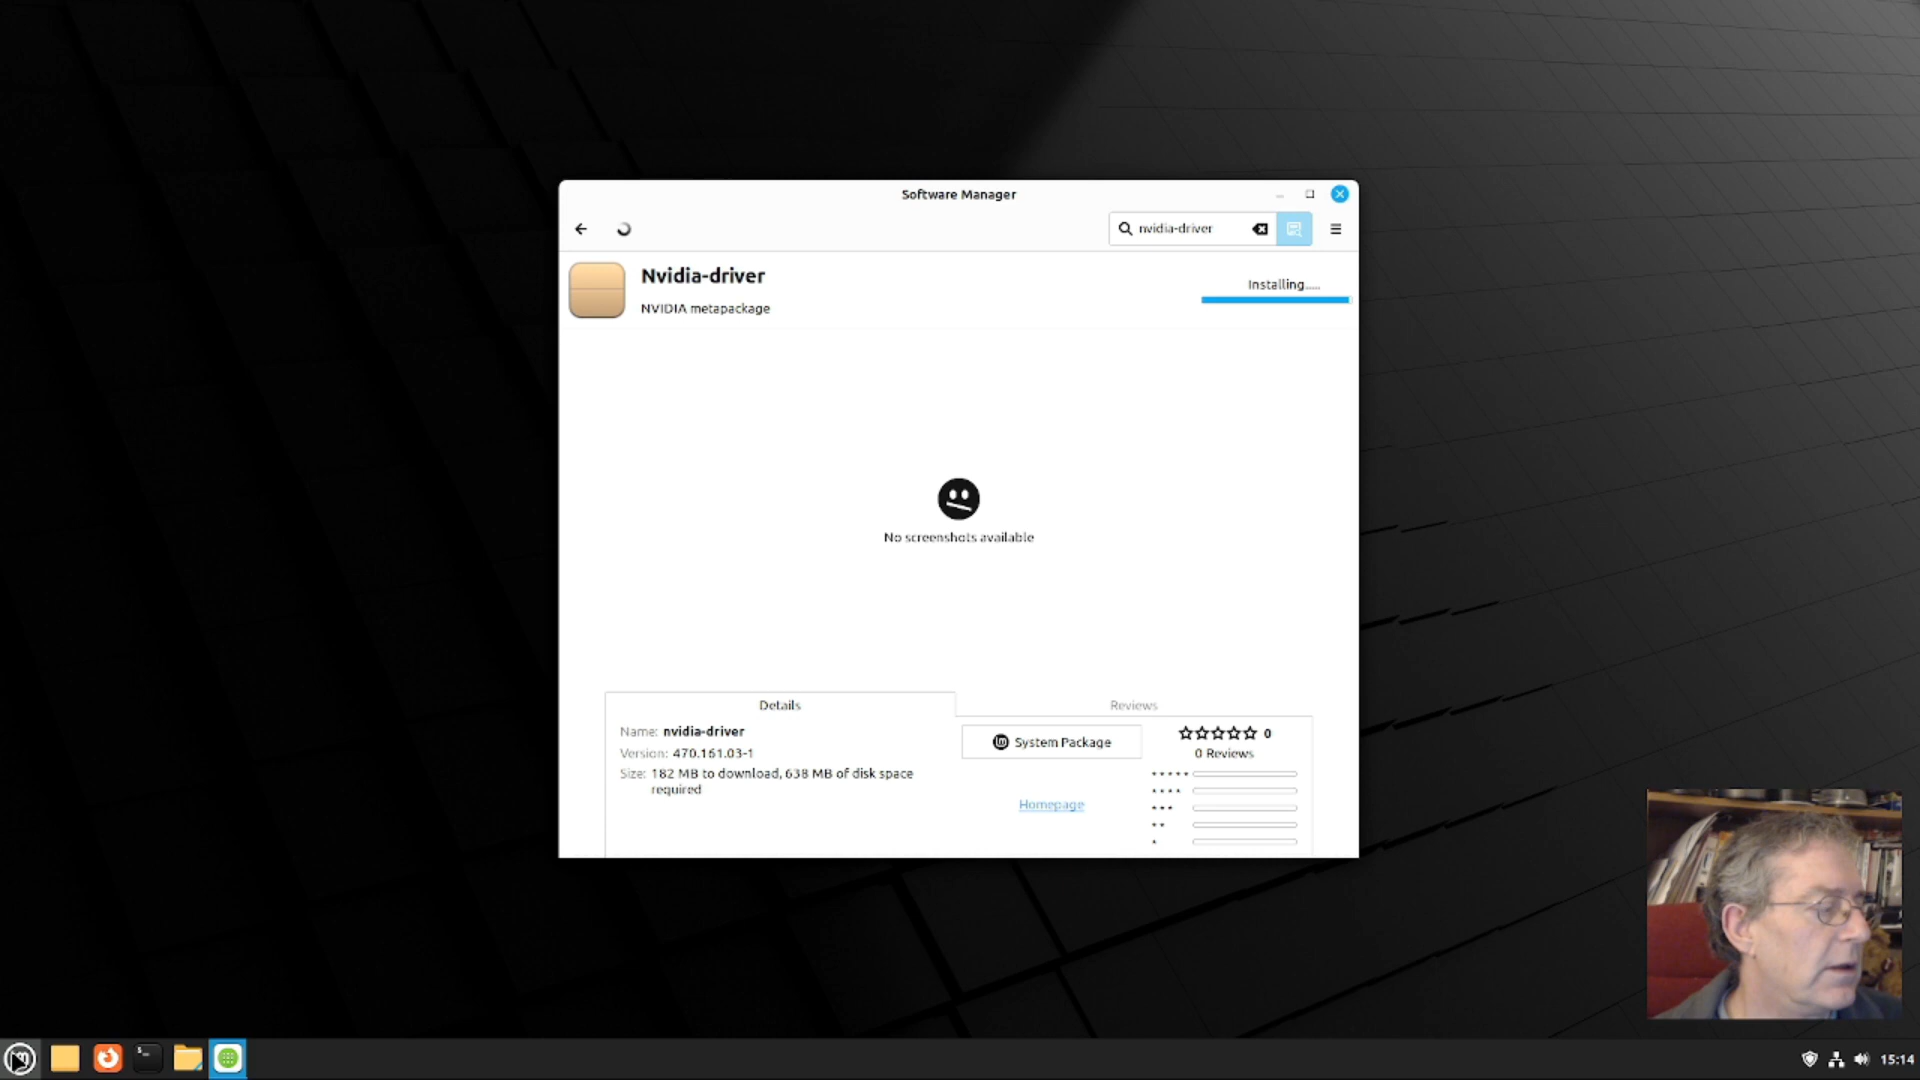 Software Manager
nvidia-driver
Nvidia-driver
NVIDIA metapackage
Installing.....
No screenshots available
Details
Reviews
Name: nvidia-driver
Version: 470.161.03-1
Size: 182 MB to download, 638 MB of disk space
required
System Package
Homepage
0
0 Reviews
15:14